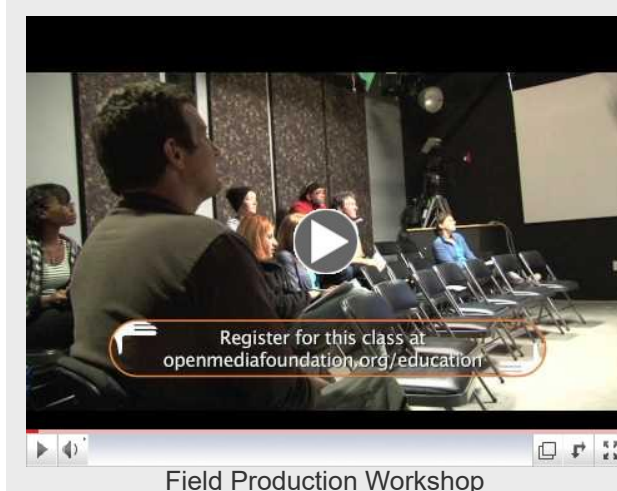 Register for this class at
openmediafoundation.org/education
Field Production Workshop